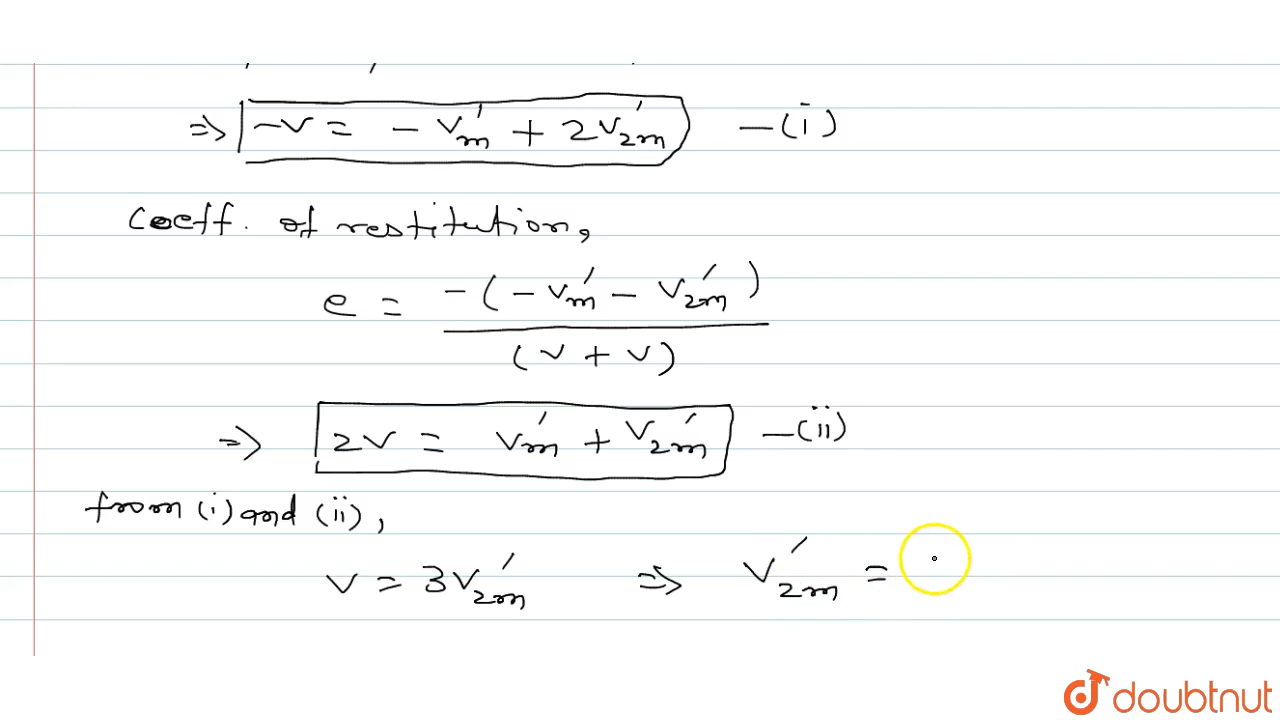 ⇒ -v = - v'm + 2v'2m -(i)
Coeff. of restitution,
e = -(-v'm - v'2m) / (v + v)
⇒ 2v = v'm + v'2m -(ii)
from (i) and (ii),
v = 3v'2m ⇒ v'2m =
doubtnut